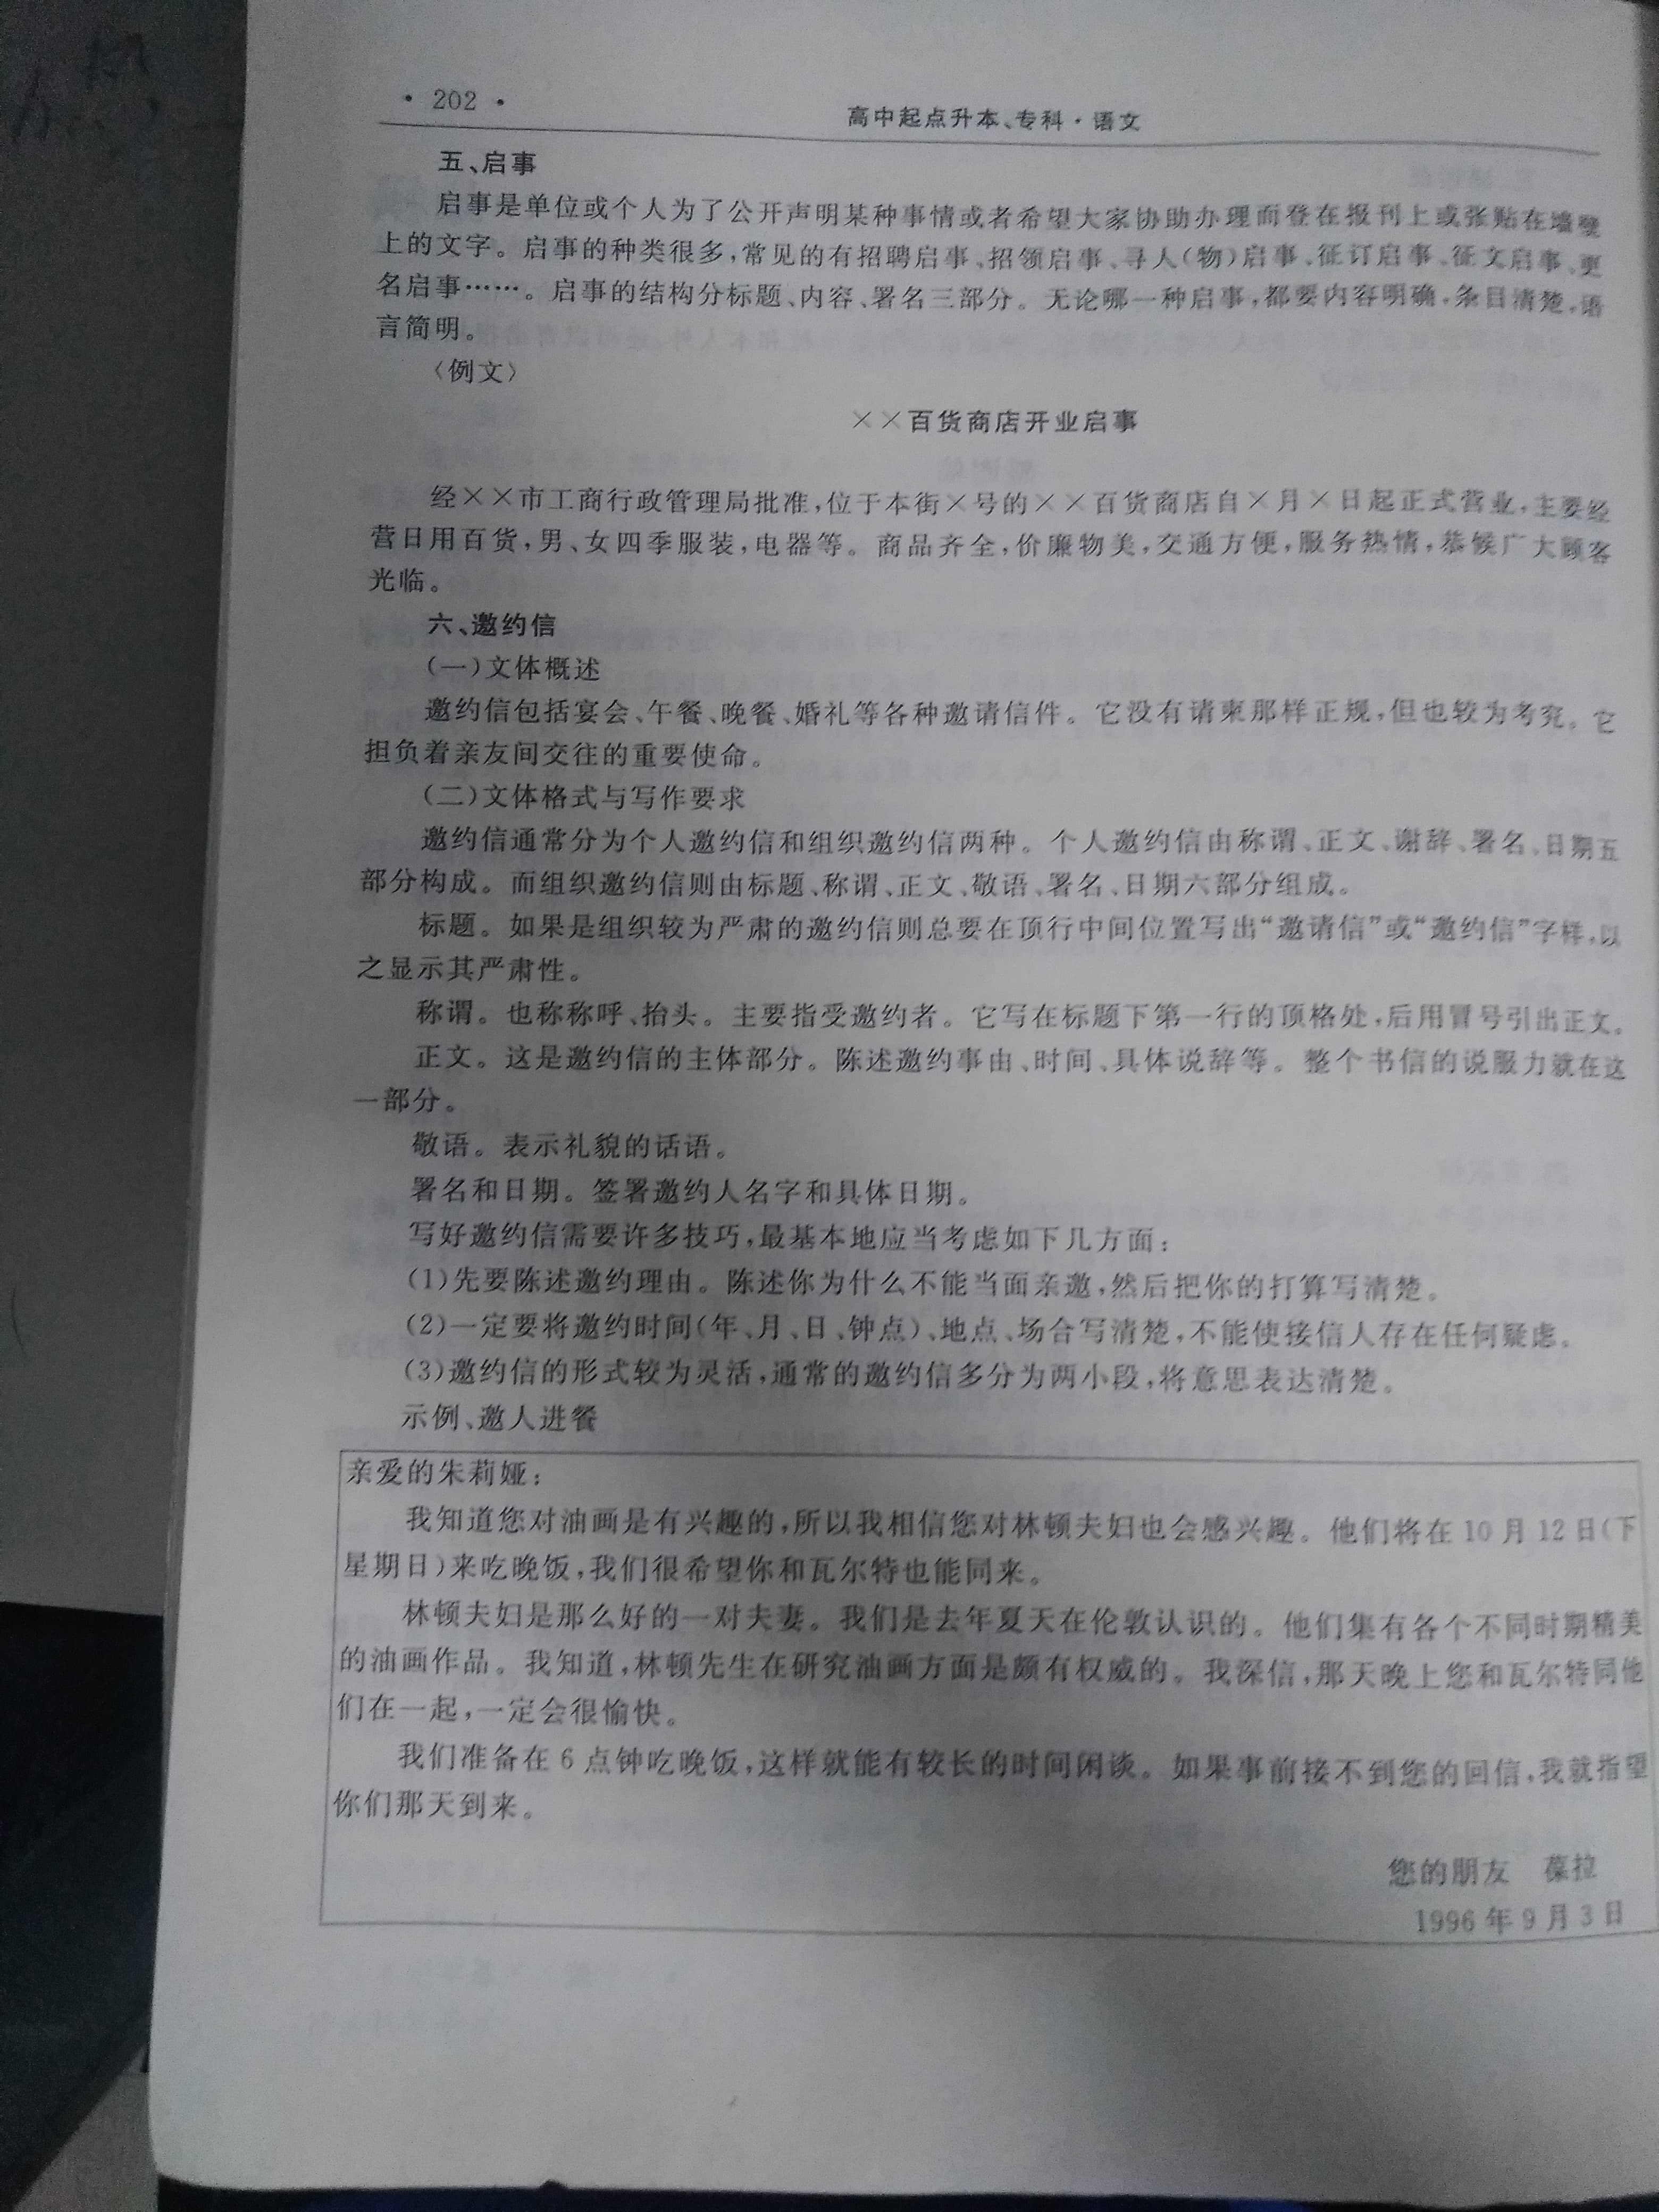 · 202 ·
高中起点升本、专科·语文
五、启事
启事是单位或个人为了公开声明某种事情或者希望大家协助办理而登在报刊上或张贴在墙壁
上的文字。启事的种类很多,常见的有招聘启事、招领启事、寻人(物)启事、征订启事、征文启事、更
名启事……。启事的结构分标题、内容、署名三部分。无论哪一种启事,都要内容明确,条目清楚,语
言简明。
〈例文〉
××百货商店开业启事
经××市工商行政管理局批准,位于本街×号的××百货商店自×月×日起正式营业,主要经
营日用百货,男、女四季服装,电器等。商品齐全,价廉物美,交通方便,服务热情,恭候广大顾客
光临。
六、邀约信
(一)文体概述
邀约信包括宴会、午餐、晚餐、婚礼等各种邀请信件。它没有请柬那样正规,但也较为考究。它
担负着亲友间交往的重要使命。
(二)文体格式与写作要求
邀约信通常分为个人邀约信和组织邀约信两种。个人邀约信由称谓、正文、谢辞、署名、日期五
部分构成。而组织邀约信则由标题、称谓、正文、敬语、署名、日期六部分组成。
标题。如果是组织较为严肃的邀约信则总要在顶行中间位置写出“邀请信”或“邀约信”字样,以
之显示其严肃性。
称谓。也称称呼、抬头。主要指受邀约者。它写在标题下第一行的顶格处,后用冒号引出正文。
正文。这是邀约信的主体部分。陈述邀约事由、时间、具体说辞等。整个书信的说服力就在这
一部分。
敬语。表示礼貌的话语。
署名和日期。签署邀约人名字和具体日期。
写好邀约信需要许多技巧,最基本地应当考虑如下几方面:
(1)先要陈述邀约理由。陈述你为什么不能当面亲邀,然后把你的打算写清楚。
(2)一定要将邀约时间(年、月、日、钟点)、地点、场合写清楚,不能使接信人存在任何疑虑。
(3)邀约信的形式较为灵活,通常的邀约信多分为两小段,将意思表达清楚。
示例、邀人进餐
亲爱的朱莉娅:
我知道您对油画是有兴趣的,所以我相信您对林顿夫妇也会感兴趣。他们将在10月12日(下
星期日)来吃晚饭,我们很希望你和瓦尔特也能同来。
林顿夫妇是那么好的一对夫妻。我们是去年夏天在伦敦认识的。他们集有各个不同时期精美
的油画作品。我知道,林顿先生在研究油画方面是颇有权威的。我深信,那天晚上您和瓦尔特同他
们在一起,一定会很愉快。
我们准备在6点钟吃晚饭,这样就能有较长的时间闲谈。如果事前接不到您的回信,我就指望
你们那天到来。
您的朋友 葆拉
1996年9月3日